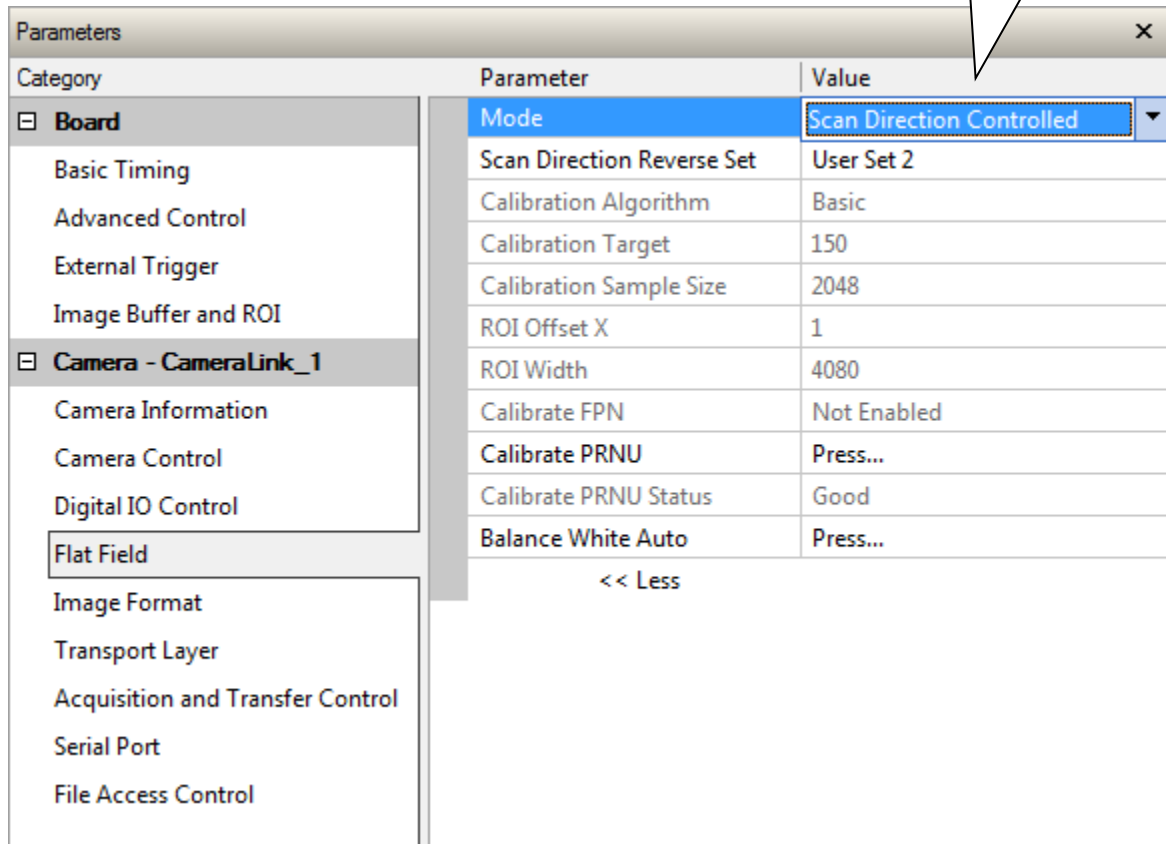 Parameters
Category
Board
Basic Timing
Advanced Control
External Trigger
Image Buffer and ROI
Camera - CameraLink_1
Camera Information
Camera Control
Digital IO Control
Flat Field
Image Format
Transport Layer
Acquisition and Transfer Control
Serial Port
File Access Control
Parameter Value
Mode Scan Direction Controlled
Scan Direction Reverse Set User Set 2
Calibration Algorithm Basic
Calibration Target 150
Calibration Sample Size 2048
ROI Offset X 1
ROI Width 4080
Calibrate FPN Not Enabled
Calibrate PRNU Press...
Calibrate PRNU Status Good
Balance White Auto Press...
<< Less